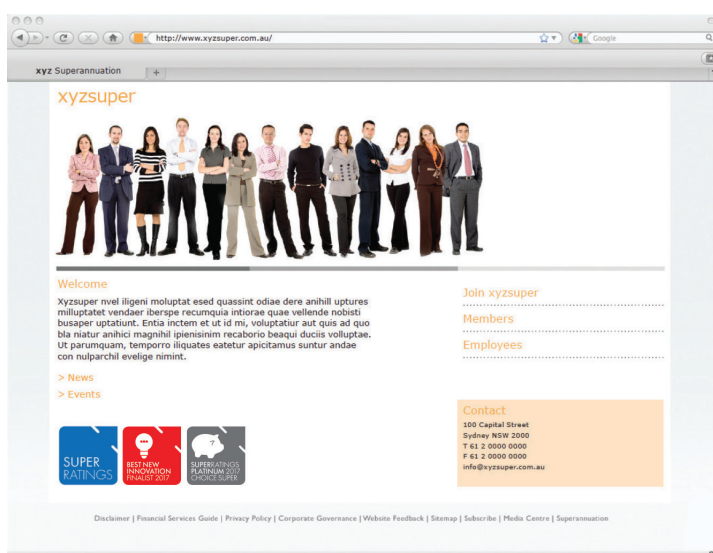 http://www.xyzsuper.com.au/
Google
xyz Superannuation
+
xyzsuper
Welcome
Xyzsuper nvel iligeni moluptat esed quassint odiae dere anihill uptures
milluptatet vendaer iberspe recumquia intiorae quae vellende nobisti
busaper uptatiunt. Entia inctem et ut id mi, voluptatiur aut quis ad quo
bla niatur anihici magnihil ipienisinim recaborio beaqui duciis voluptae.
Ut parumquam, temporro iliquates eatetur apicitamus suntur andae
con nulparchil evelige nimint.
> News
> Events
Join xyzsuper
Members
Employees
Contact
100 Capital Street
Sydney NSW 2000
T 61 2 0000 0000
F 61 2 0000 0000
info@xyzsuper.com.au
SUPER
RATINGS
BEST NEW
INNOVATION
FINALIST 2017
?
SUPERRATINGS
PLATINUM 2017
CHOICE SUPER
Disclaimer | Financial Services Guide | Privacy Policy | Corporate Governance | Website Feedback | Sitemap | Subscribe | Media Centre | Superannuation